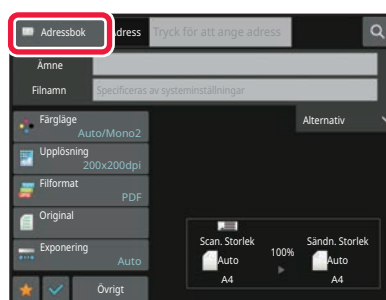 Adressbok
Adress
Tryck för att ange adress
Ämne
Filnamn
Specificeras av systeminställningar
Färgläge
Auto/Mono2
Alternativ
Upplösning
200x200dpi
Filformat
PDF
Original
Exponering
Auto
Scan. Storlek
100%
Sändn. Storlek
Auto
Auto
A4
A4
Övrigt